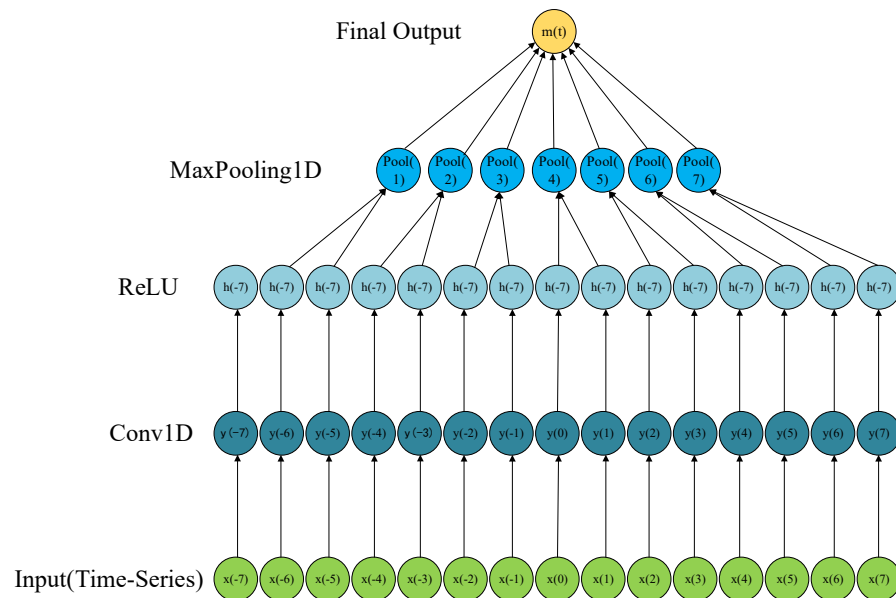 Final Output
m(t)
MaxPooling1D
Pool(
1)
Pool(
2)
Pool(
3)
Pool(
4)
Pool(
5)
Pool(
6)
Pool(
7)
ReLU
h(-7) h(-7) h(-7) h(-7) h(-7) h(-7) h(-7) h(-7) h(-7) h(-7) h(-7) h(-7) h(-7) h(-7) h(-7)
Conv1D
y(-7) y(-6) y(-5) y(-4) y(-3) y(-2) y(-1) y(0) y(1) y(2) y(3) y(4) y(5) y(6) y(7)
Input(Time-Series)
x(-7) x(-6) x(-5) x(-4) x(-3) x(-2) x(-1) x(0) x(1) x(2) x(3) x(4) x(5) x(6) x(7)